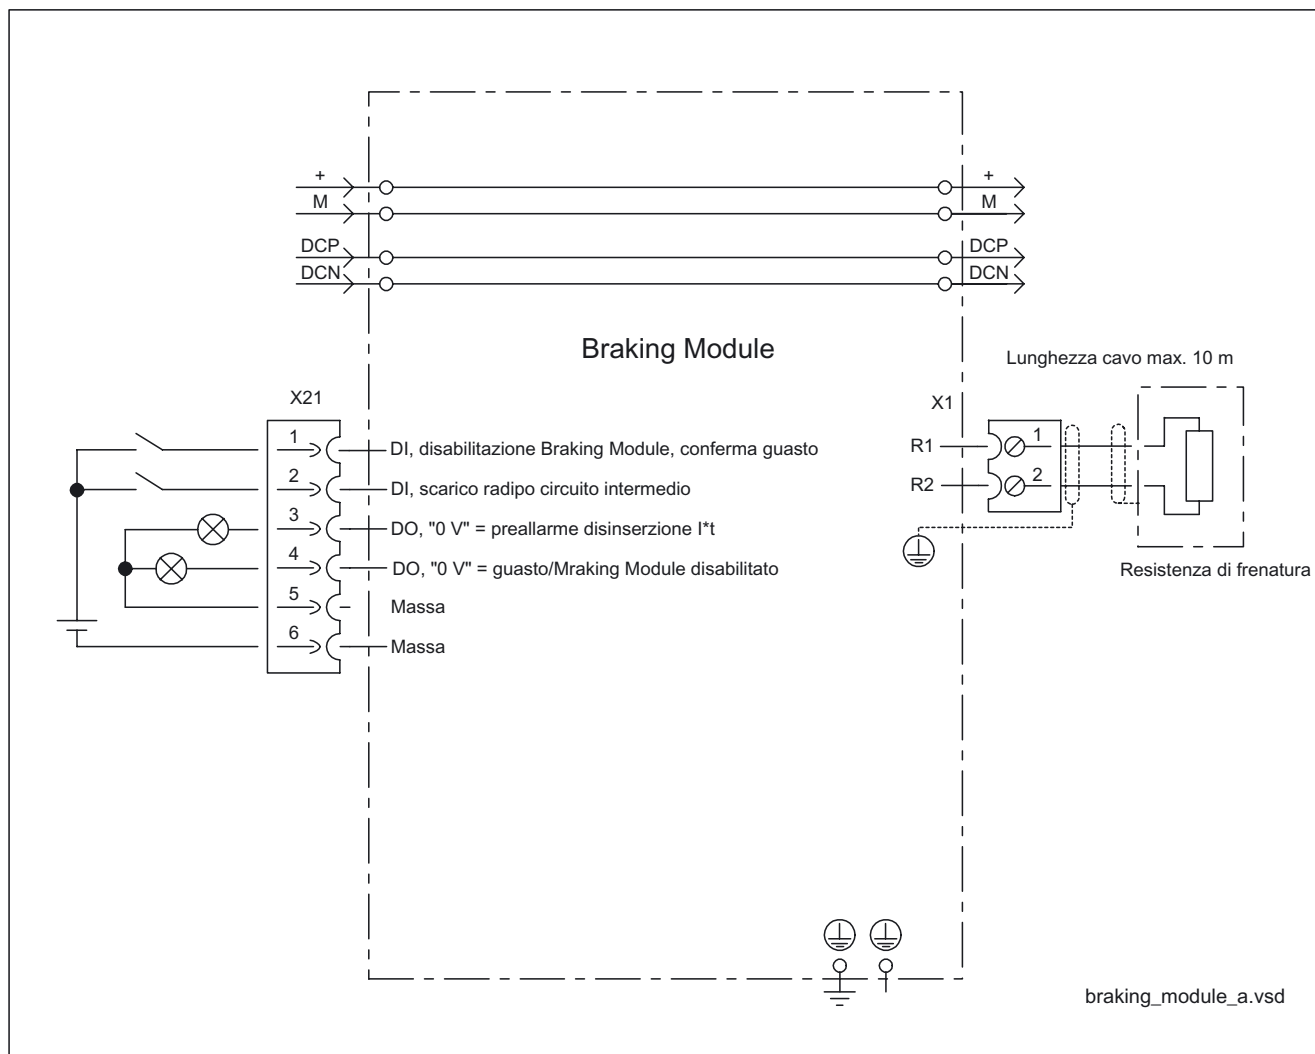 + +
M M
DCP DCP
DCN DCN
Braking Module
Lunghezza cavo max. 10 m
X21
X1
1 DI, disabilitazione Braking Module, conferma guasto
R1 1
2 DI, scarico radipo circuito intermedio
R2 2
3 DO, "0 V" = preallarme disinserzione I*t
4 DO, "0 V" = guasto/Mraking Module disabilitato
Resistenza di frenatura
5 Massa
6 Massa
braking_module_a.vsd